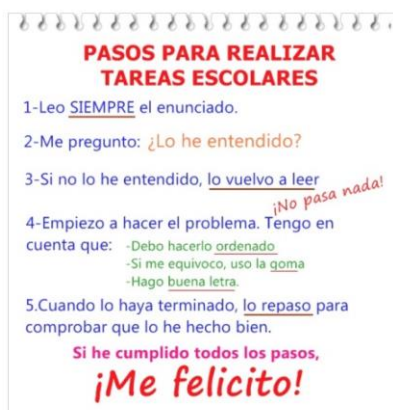 PASOS PARA REALIZAR
TAREAS ESCOLARES
1-Leo SIEMPRE el enunciado.
2-Me pregunto: ¿Lo he entendido?
3-Si no lo he entendido, lo vuelvo a leer
¡No pasa nada!
4-Empiezo a hacer el problema. Tengo en
cuenta que: -Debo hacerlo ordenado
-Si me equivoco, uso la goma
-Hago buena letra.
5.Cuando lo haya terminado, lo repaso para
comprobar que lo he hecho bien.
Si he cumplido todos los pasos,
¡Me felicito!